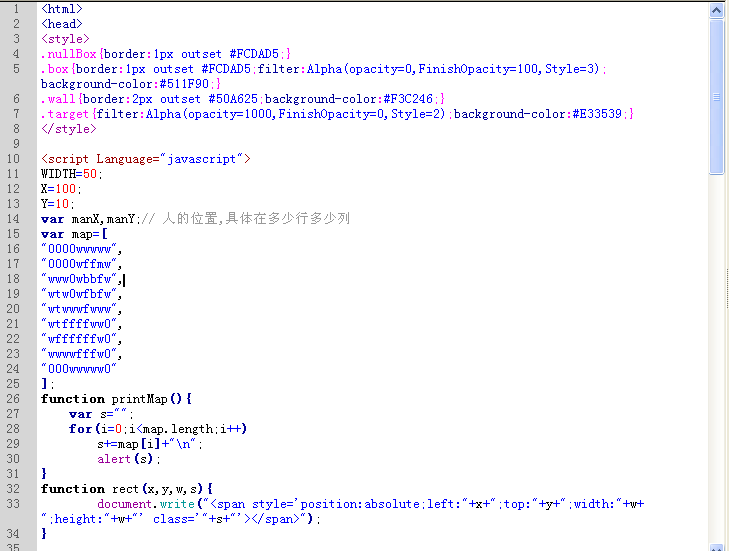 1 <html>
2 <head>
3 <style>
4 .nullBox{border:1px outset #FCDAD5;}
5 .box{border:1px outset #FCDAD5;filter:Alpha(opacity=0,FinishOpacity=100,Style=3);
background-color:#511F90;}
6 .wall{border:2px outset #50A625;background-color:#F3C246;}
7 .target{filter:Alpha(opacity=1000,FinishOpacity=0,Style=2);background-color:#E33539;}
8 </style>
9
10 <script Language="javascript">
11 WIDTH=50;
12 X=100;
13 Y=10;
14 var manX,manY;// 人的位置,具体在多少行多少列
15 var map=[
16 "0000wwwww",
17 "0000wffmw",
18 "www0wbbfw",
19 "wtw0wfbfw",
20 "wtwwwfwww",
21 "wtffffww0",
22 "wffffffw0",
23 "wwwwfffw0",
24 "000wwwww0"
25 ];
26 function printMap(){
27 var s="";
28 for(i=0;i<map.length;i++)
29 s+=map[i]+"\n";
30 alert(s);
31 }
32 function rect(x,y,w,s){
33 document.write("<span style='position:absolute;left:"+x+";top:"+y+";width:"+w+
";height:"+w+"' class='"+s+"'></span>");
34 }
35